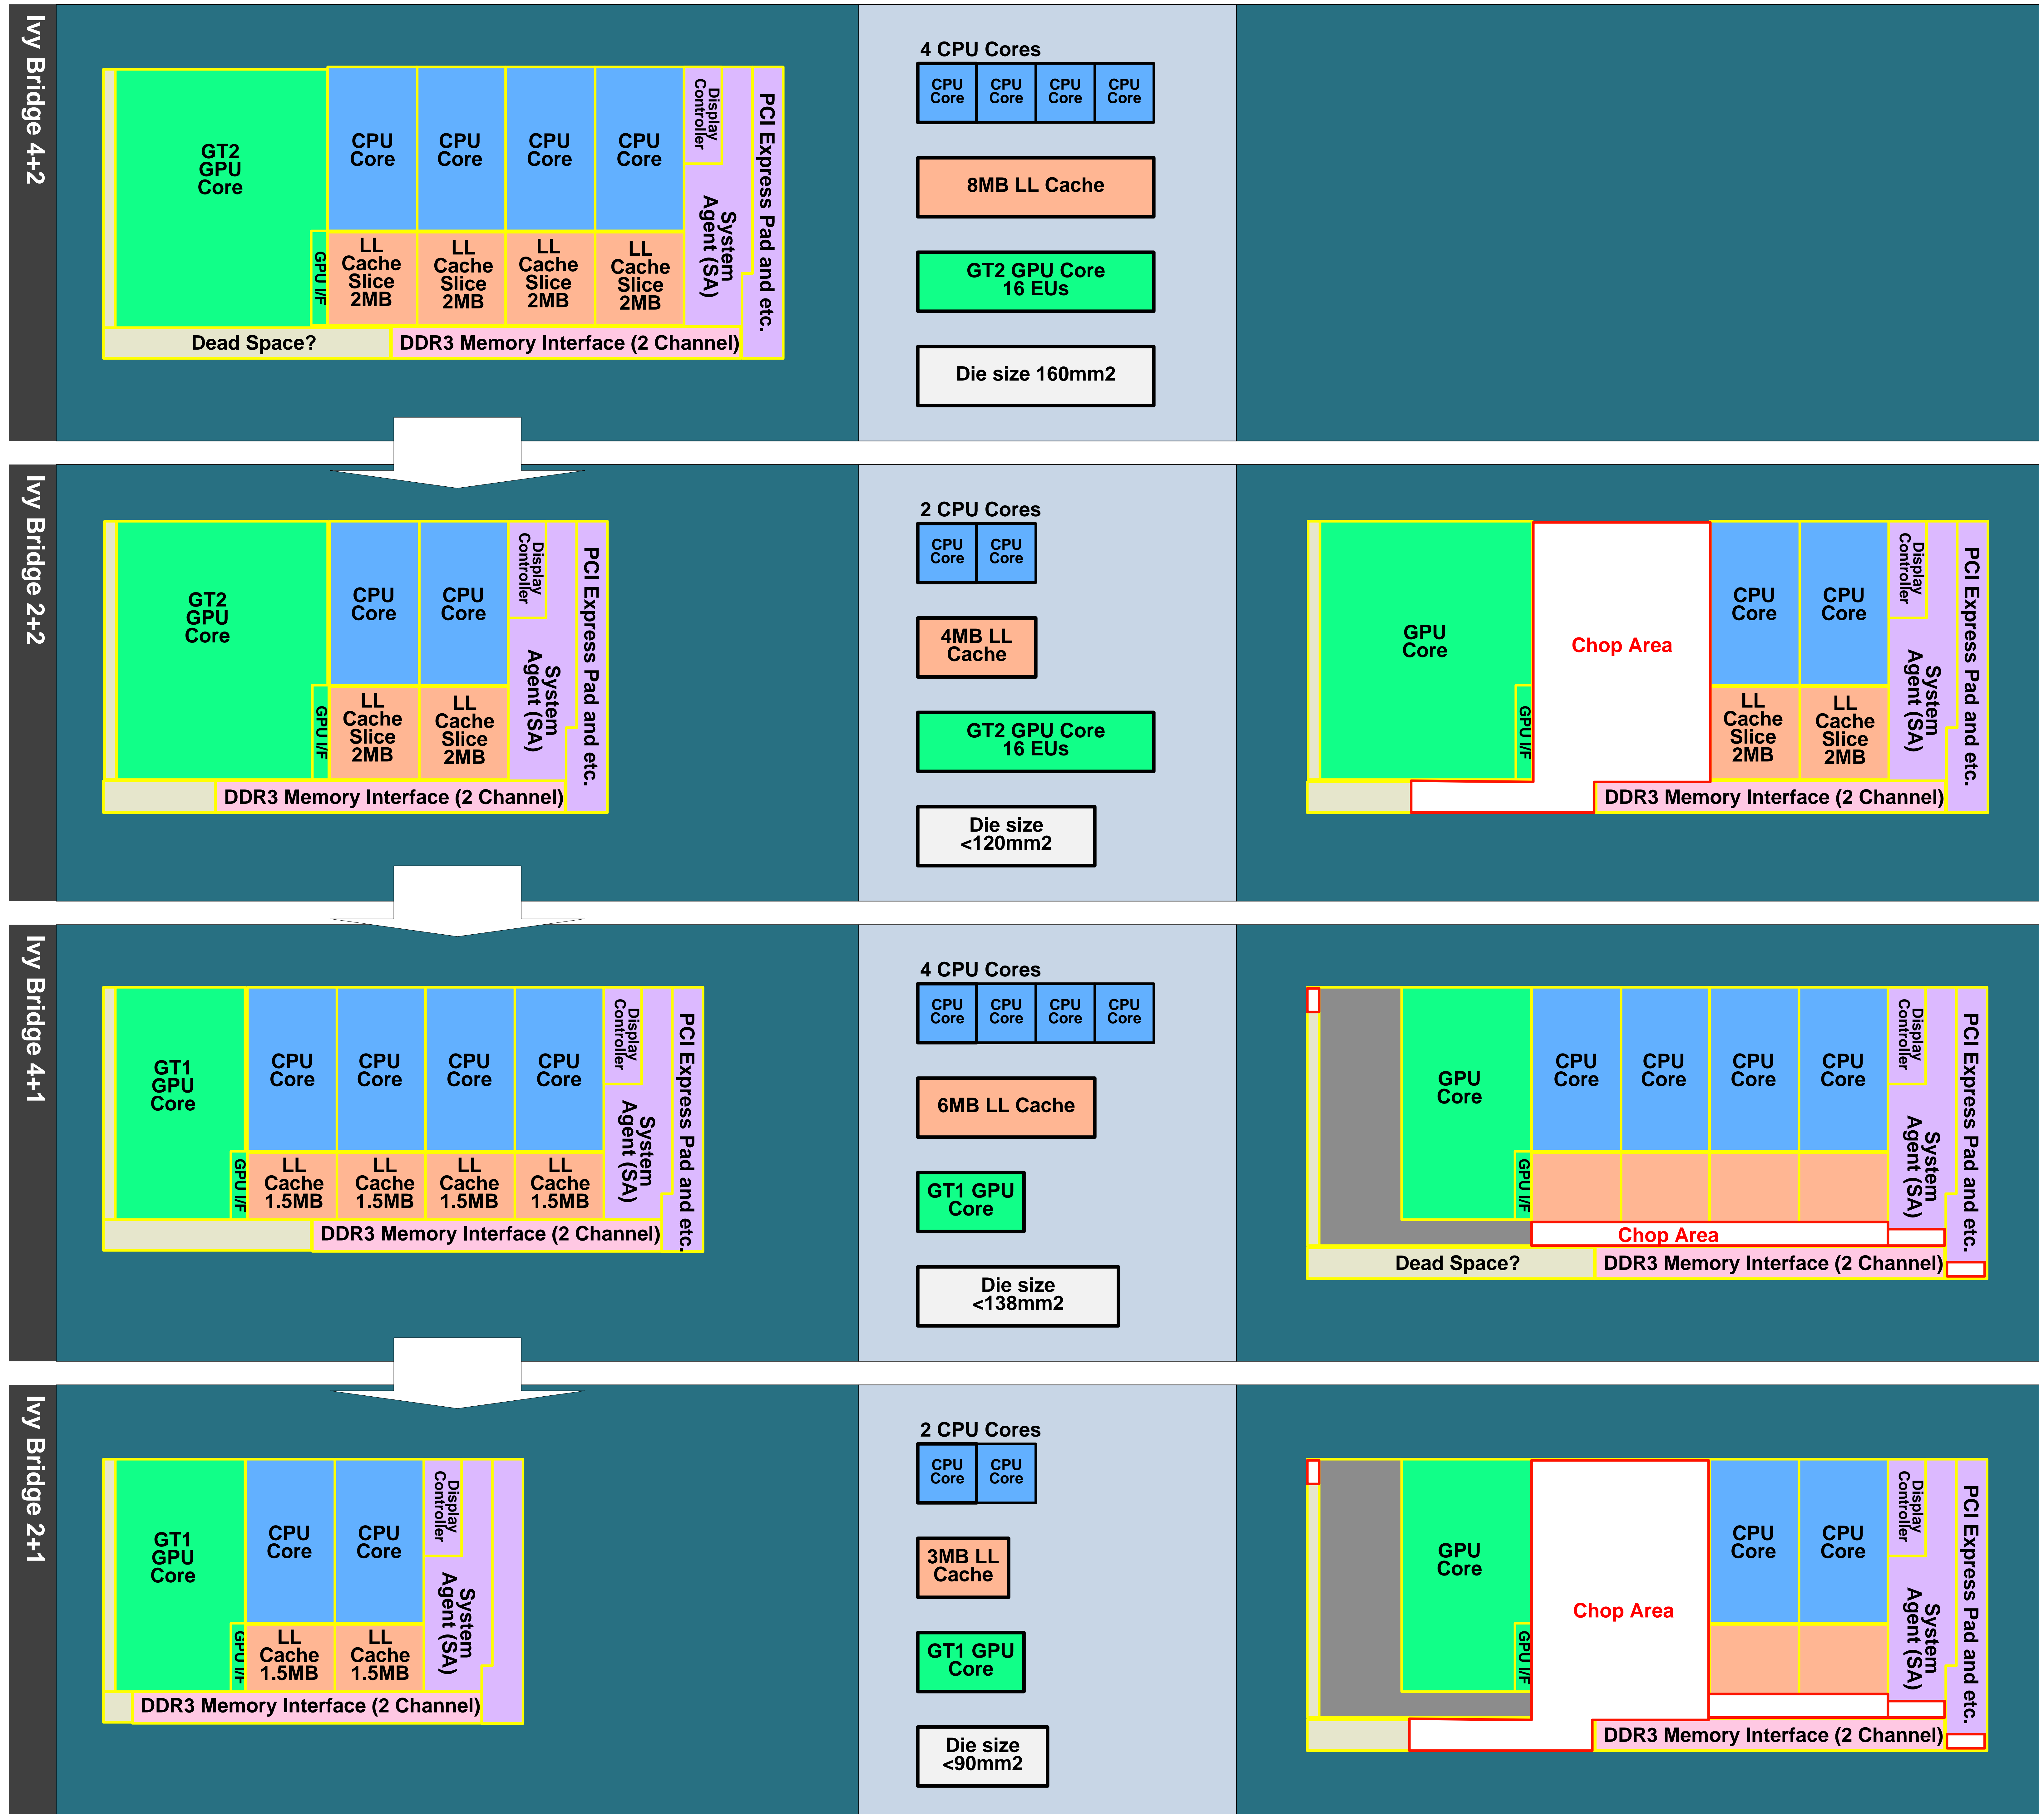 Ivy Bridge 4+2
GT2
GPU
Core
GPU I/F
CPU
Core
CPU
Core
CPU
Core
CPU
Core
LL
Cache
Slice
2MB
LL
Cache
Slice
2MB
LL
Cache
Slice
2MB
LL
Cache
Slice
2MB
Display
Controller
System
Agent (SA)
PCI Express Pad and etc.
Dead Space?
DDR3 Memory Interface (2 Channel)
4 CPU Cores
CPU
Core
CPU
Core
CPU
Core
CPU
Core
8MB LL Cache
GT2 GPU Core
16 EUs
Die size 160mm2
Ivy Bridge 2+2
GT2
GPU
Core
GPU I/F
CPU
Core
CPU
Core
LL
Cache
Slice
2MB
LL
Cache
Slice
2MB
Display
Controller
System
Agent (SA)
PCI Express Pad and etc.
DDR3 Memory Interface (2 Channel)
2 CPU Cores
CPU
Core
CPU
Core
4MB LL
Cache
GT2 GPU Core
16 EUs
Die size
<120mm2
GPU
Core
GPU I/F
Chop Area
CPU
Core
CPU
Core
LL
Cache
Slice
2MB
LL
Cache
Slice
2MB
Display
Controller
System
Agent (SA)
PCI Express Pad and etc.
DDR3 Memory Interface (2 Channel)
Ivy Bridge 4+1
GT1
GPU
Core
GPU I/F
CPU
Core
CPU
Core
CPU
Core
CPU
Core
LL
Cache
1.5MB
LL
Cache
1.5MB
LL
Cache
1.5MB
LL
Cache
1.5MB
Display
Controller
System
Agent (SA)
PCI Express Pad and etc.
DDR3 Memory Interface (2 Channel)
4 CPU Cores
CPU
Core
CPU
Core
CPU
Core
CPU
Core
6MB LL Cache
GT1 GPU
Core
Die size
<138mm2
GPU
Core
GPU I/F
CPU
Core
CPU
Core
CPU
Core
CPU
Core
Display
Controller
System
Agent (SA)
PCI Express Pad and etc.
Chop Area
Dead Space?
DDR3 Memory Interface (2 Channel)
Ivy Bridge 2+1
GT1
GPU
Core
GPU I/F
CPU
Core
CPU
Core
LL
Cache
1.5MB
LL
Cache
1.5MB
Display
Controller
System
Agent (SA)
DDR3 Memory Interface (2 Channel)
2 CPU Cores
CPU
Core
CPU
Core
3MB LL
Cache
GT1 GPU
Core
Die size
<90mm2
GPU
Core
GPU I/F
Chop Area
CPU
Core
CPU
Core
Display
Controller
System
Agent (SA)
PCI Express Pad and etc.
DDR3 Memory Interface (2 Channel)